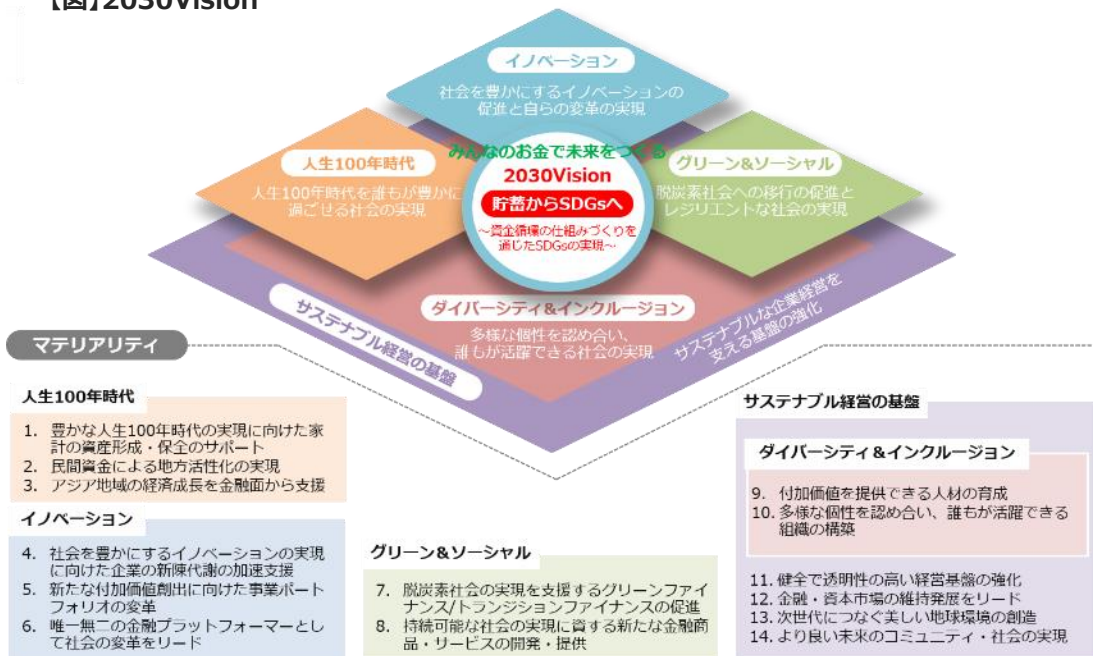 【図】2030Vision
イノベーション
社会を豊かにするイノベーションの
促進と自らの変革の実現
人生100年時代
人生100年時代を誰もが豊かに
過ごせる社会の実現
みんなのお金で未来をつくる
2030Vision
貯蓄からSDGsへ
～資金循環の仕組みづくりを
通じたSDGsの実現～
グリーン&ソーシャル
脱炭素社会への移行の促進と
レジリエントな社会の実現
ダイバーシティ&インクルージョン
多様な個性を認め合い、
誰もが活躍できる社会の実現
サステナブル経営の基盤
サステナブルな企業経営を
支える基盤の強化
マテリアリティ
人生100年時代
1. 豊かな人生100年時代の実現に向けた家
計の資産形成・保全のサポート
2. 民間資金による地方活性化の実現
3. アジア地域の経済成長を金融面から支援
イノベーション
4. 社会を豊かにするイノベーションの実現
に向けた企業の新陳代謝の加速支援
5. 新たな付加価値創出に向けた事業ポート
フォリオの変革
6. 唯一無二の金融プラットフォーマーとし
て社会の変革をリード
グリーン&ソーシャル
7. 脱炭素社会の実現を支援するグリーンファイ
ナンス/トランジションファイナンスの促進
8. 持続可能な社会の実現に資する新たな金融商
品・サービスの開発・提供
サステナブル経営の基盤
ダイバーシティ&インクルージョン
9. 付加価値を提供できる人材の育成
10. 多様な個性を認め合い、誰もが活躍できる
組織の構築
11. 健全で透明性の高い経営基盤の強化
12. 金融・資本市場の維持発展をリード
13. 次世代につなぐ美しい地球環境の創造
14. より良い未来のコミュニティ・社会の実現